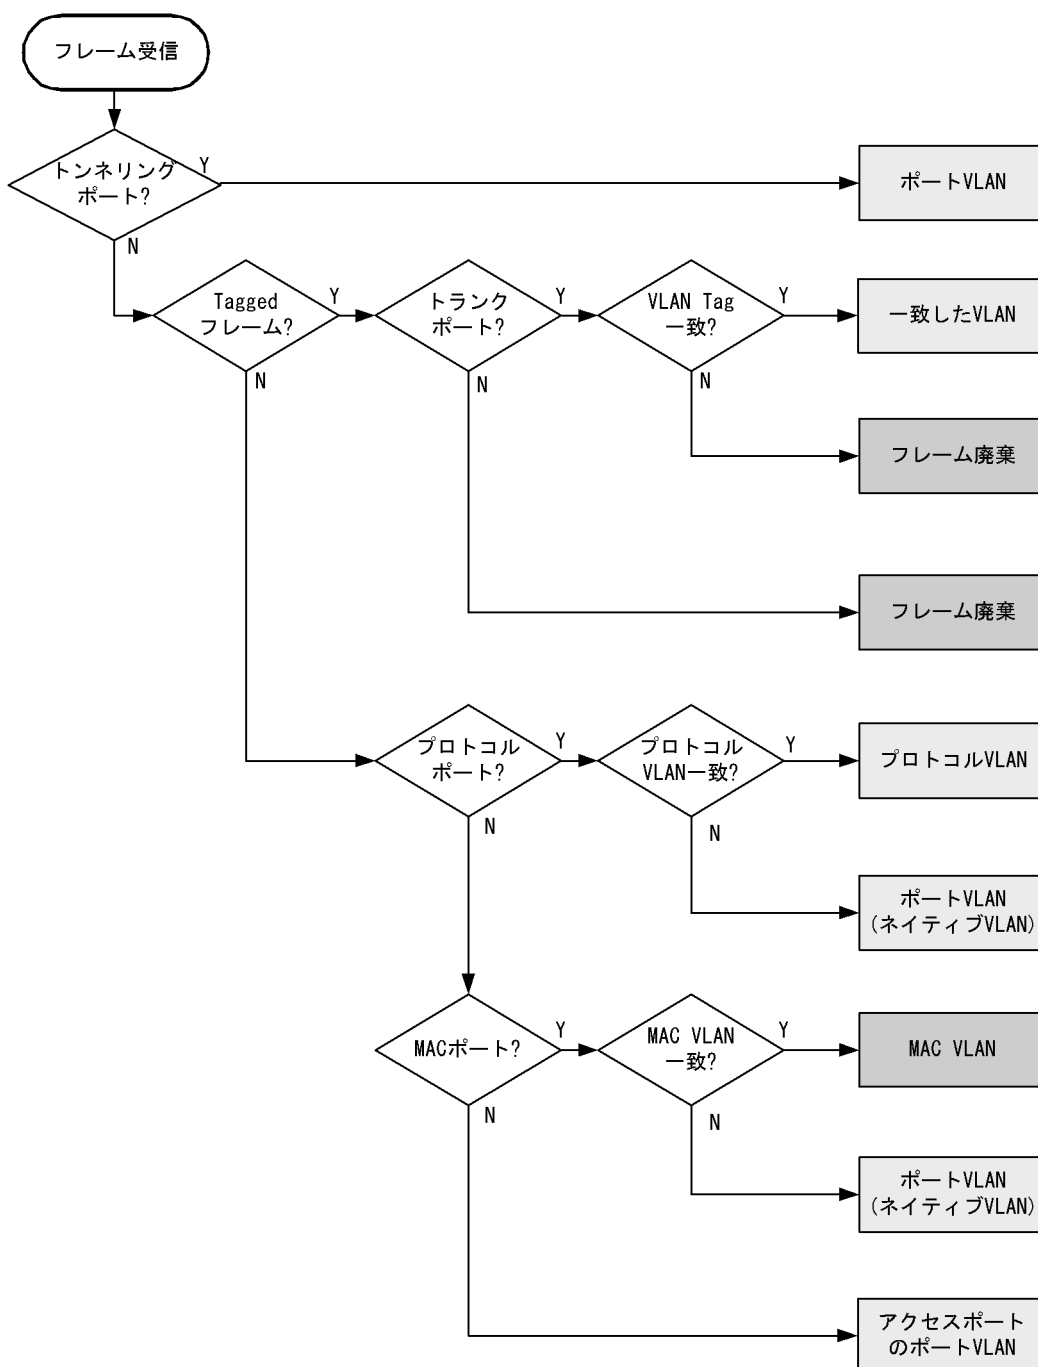 フレーム受信
トンネリング
ポート?
Y
ポートVLAN
N
Tagged
フレーム?
Y
トランク
ポート?
Y
VLAN Tag
一致?
Y
一致したVLAN
N
N
N
フレーム廃棄
フレーム廃棄
プロトコル
ポート?
Y
プロトコル
VLAN一致?
Y
プロトコルVLAN
N
N
ポートVLAN
(ネイティブVLAN)
MACポート?
Y
MAC VLAN
一致?
Y
MAC VLAN
N
N
ポートVLAN
(ネイティブVLAN)
アクセスポート
のポートVLAN